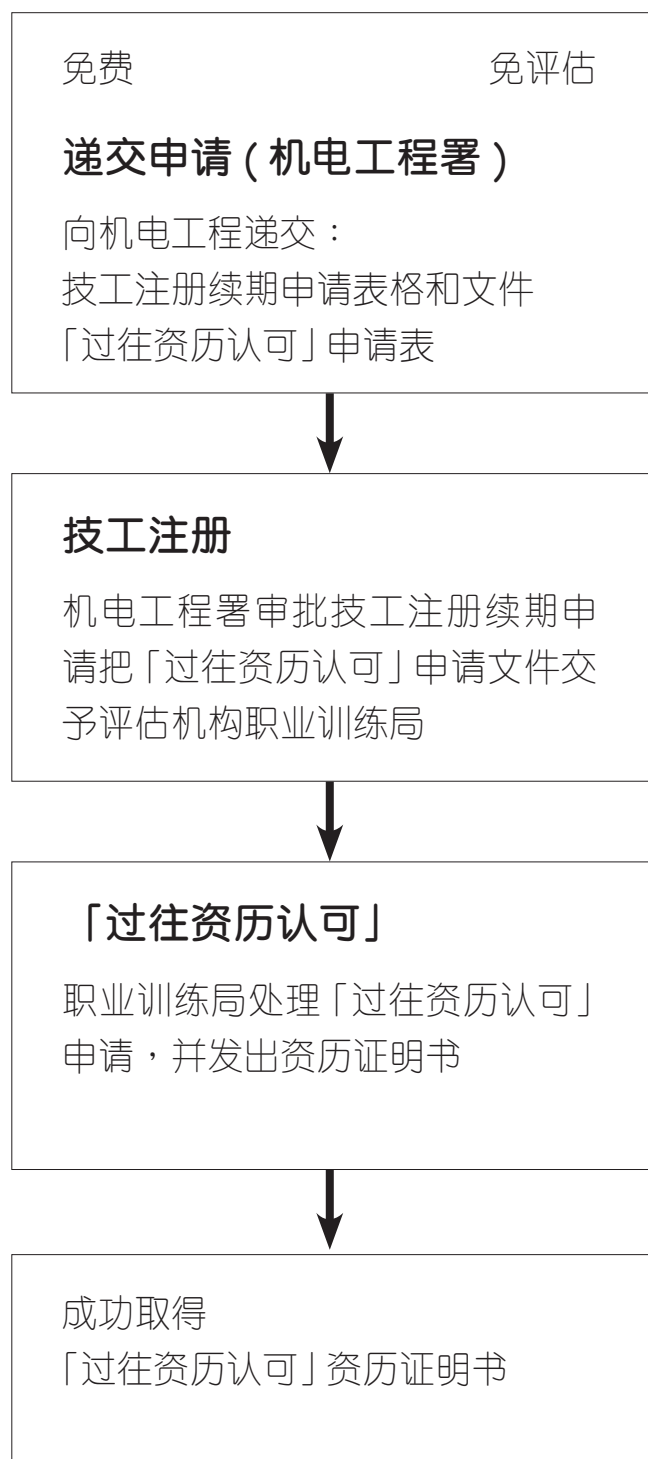 免费 免评估
递交申请 ( 机电工程署 )
向机电工程递交：
技工注册续期申请表格和文件
「过往资历认可」申请表
技工注册
机电工程署审批技工注册续期申
请把「过往资历认可」申请文件交
予评估机构职业训练局
「过往资历认可」
职业训练局处理「过往资历认可」
申请，并发出资历证明书
成功取得
「过往资历认可」资历证明书